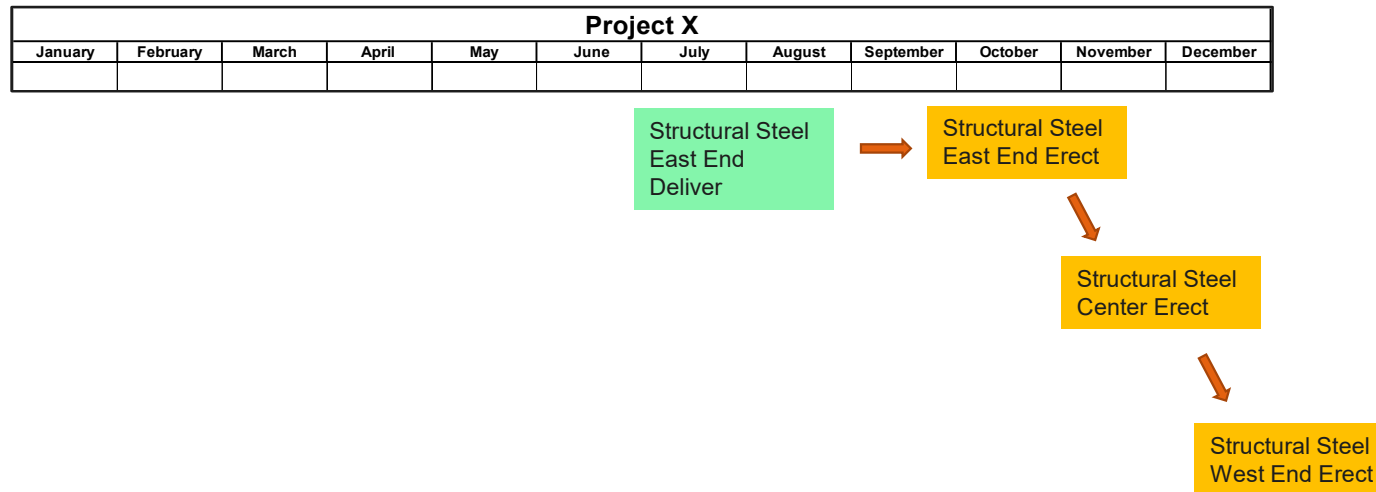 Project X
January February March April May June July August September October November December
Structural Steel
East End
Deliver
Structural Steel
East End Erect
Structural Steel
Center Erect
Structural Steel
West End Erect